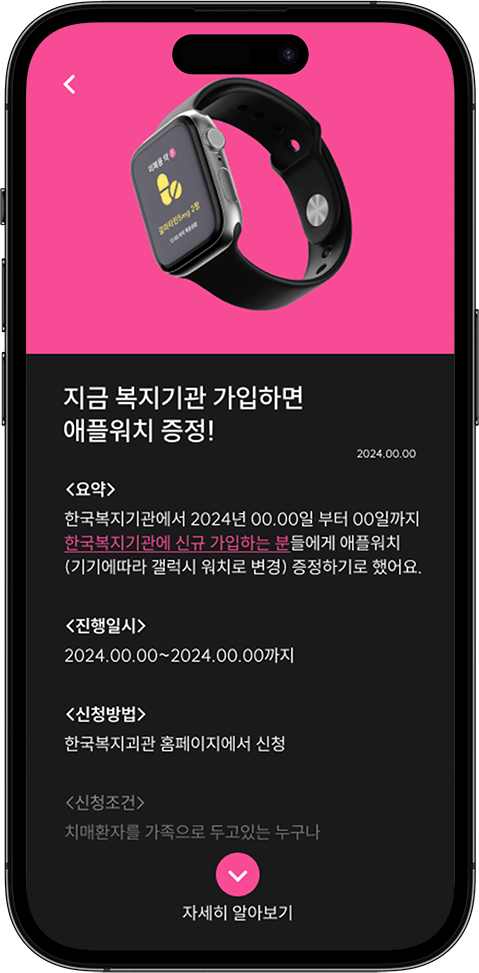 미복용 약
알마티린5mg 2정
지금 복지기관 가입하면
애플워치 증정!
2024.00.00
<요약>
한국복지기관에서 2024년 00.00일 부터 00일까지
한국복지기관에 신규 가입하는 분들에게 애플워치
(기기에따라 갤럭시 워치로 변경) 증정하기로 했어요.
<진행일시>
2024.00.00~2024.00.00까지
<신청방법>
한국복지괴관 홈페이지에서 신청
<신청조건>
치매환자를 가족으로 두고있는 누구나
자세히 알아보기